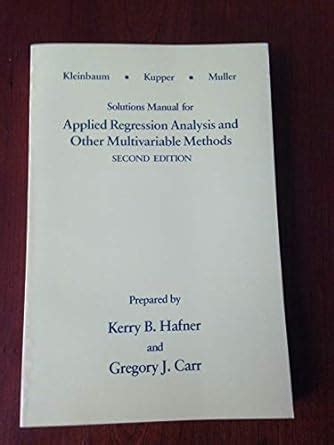 Kleinbaum ▪ Kupper ▪ Muller
Solutions Manual for
Applied Regression Analysis and
Other Multivariable Methods
SECOND EDITION
Prepared by
Kerry B. Hafner
and
Gregory J. Carr